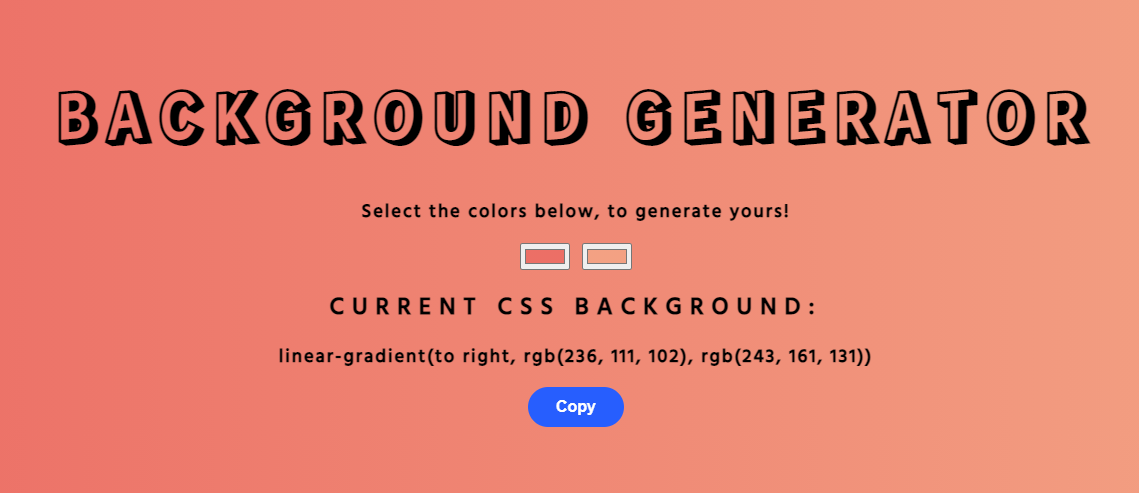 BACKGROUND GENERATOR
Select the colors below, to generate yours!
CURRENT CSS BACKGROUND:
linear-gradient(to right, rgb(236, 111, 102), rgb(243, 161, 131))
Copy